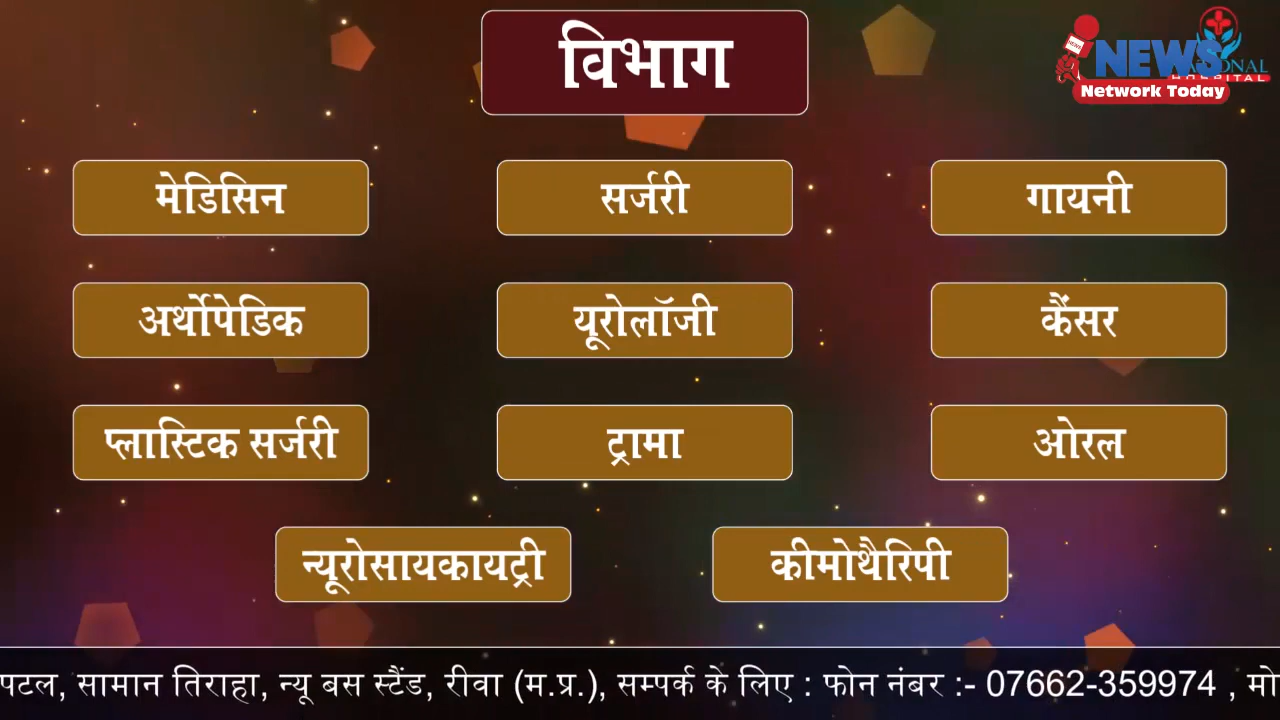 विभाग
NEWS
Network Today
HOSPITAL
मेडिसिन
सर्जरी
गायनी
अर्थोपेडिक
यूरोलॉजी
कैंसर
प्लास्टिक सर्जरी
ट्रामा
ओरल
न्यूरोसायकायट्री
कीमोथैरिपी
पटल, सामान तिराहा, न्यू बस स्टैंड, रीवा (म.प्र.), सम्पर्क के लिए : फोन नंबर :- 07662-359974 , मो